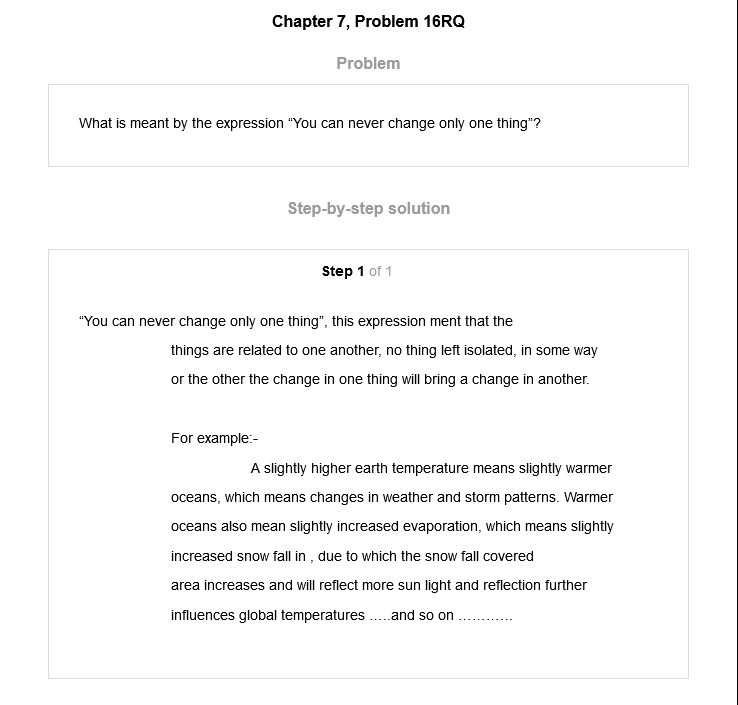 Chapter 7, Problem 16RQ
Problem
What is meant by the expression “You can never change only one thing”?
Step-by-step solution
Step 1 of 1
“You can never change only one thing”, this expression ment that the
things are related to one another, no thing left isolated, in some way
or the other the change in one thing will bring a change in another.
For example:-
A slightly higher earth temperature means slightly warmer
oceans, which means changes in weather and storm patterns. Warmer
oceans also mean slightly increased evaporation, which means slightly
increased snow fall in , due to which the snow fall covered
area increases and will reflect more sun light and reflection further
influences global temperatures …..and so on …………